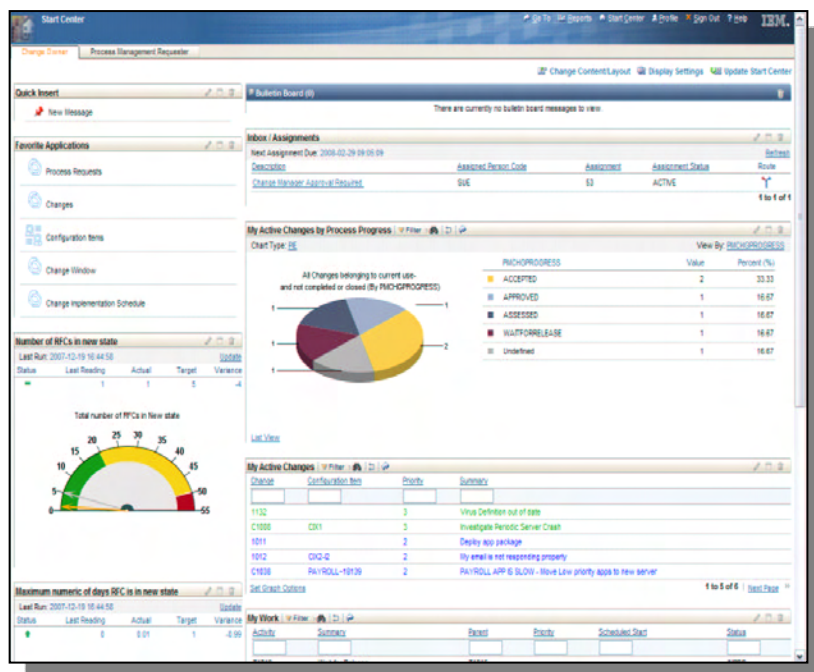 Start Center
Go To Reports Start Center Profile Sign Out Help IBM.
Change Owner Process Management Requester
Change Content/Layout Display Settings Update Start Center
Quick Insert
New Message
Favorite Applications
Process Requests
Changes
Configuration Items
Change Window
Change Implementation Schedule
Number of RFCs in new state
Last Run: 2007-12-19 16:44:58 Update
Status Last Reading Actual Target Variance
1 1 5 -4
Total number of RFCs in New state
0 5 10 15 20 25 30 35 40 45 50 55
Maximum numeric of days RFC is in new state
Last Run: 2007-12-19 16:44:58 Update
Status Last Reading Actual Target Variance
0 0.01 1 -0.99
Bulletin Board (0)
There are currently no bulletin board messages to view.
Inbox / Assignments
Next Assignment Due: 2008-02-29 09:05:09 Refresh
Description Assigned Person Code Assignment Assignment Status Route
Change Manager Approval Required. SUE 53 ACTIVE
1 to 1 of 1
My Active Changes by Process Progress Filter
Chart Type: PIE View By: PMCHGPROGRESS
All Changes belonging to current use-
and not completed or closed (By PMCHGPROGRESS)
1
1
2
1
1
PMCHGPROGRESS Value Percent (%)
ACCEPTED 2 33.33
APPROVED 1 16.67
ASSESSED 1 16.67
WAITFORRELEASE 1 16.67
Undefined 1 16.67
List View
My Active Changes Filter
Change Configuration Item Priority Summary
1132 3 Virus Definition out of date
C1008 3 Investigate Periodic Server Crash
1011 2 Deploy app package
1012 2 My email is not responding properly
C1038 2 PAYROLL APP IS SLOW - Move Low priority apps to new server
Set Graph Options 1 to 5 of 6 Next Page
My Work Filter
Activity Summary Parent Priority Scheduled Start Status